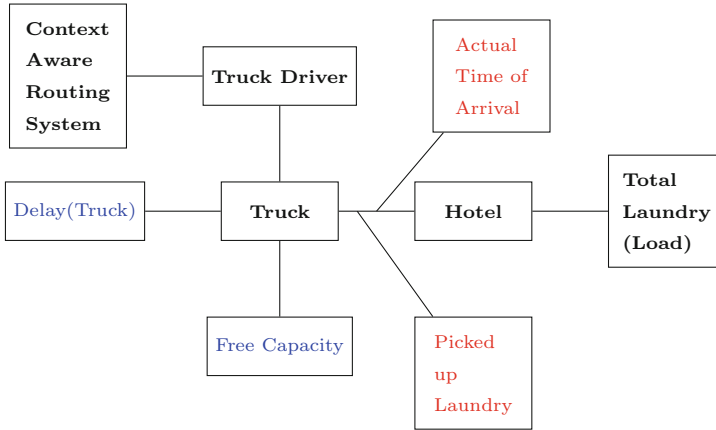 Context
Aware
Routing
System
Truck Driver
Actual
Time of
Arrival
Delay(Truck)
Truck
Hotel
Total
Laundry
(Load)
Free Capacity
Picked
up
Laundry